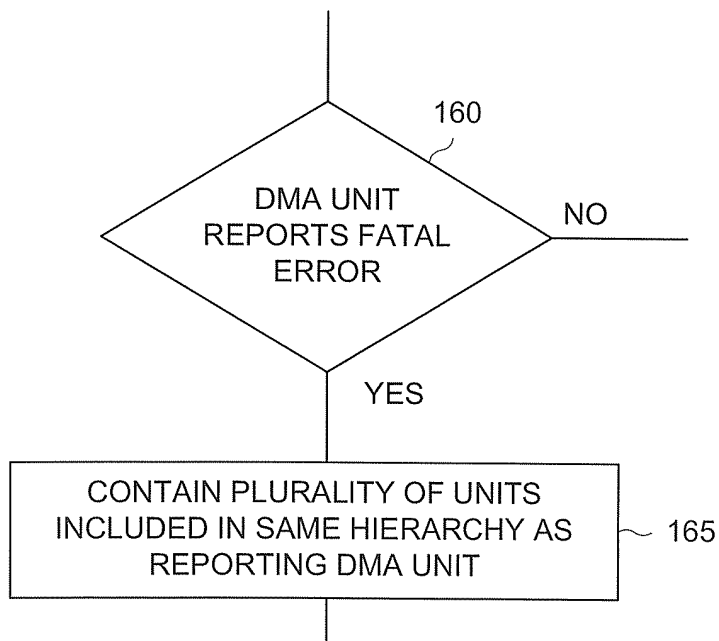 160
DMA UNIT
REPORTS FATAL
ERROR
NO
YES
CONTAIN PLURALITY OF UNITS
INCLUDED IN SAME HIERARCHY AS
REPORTING DMA UNIT
165